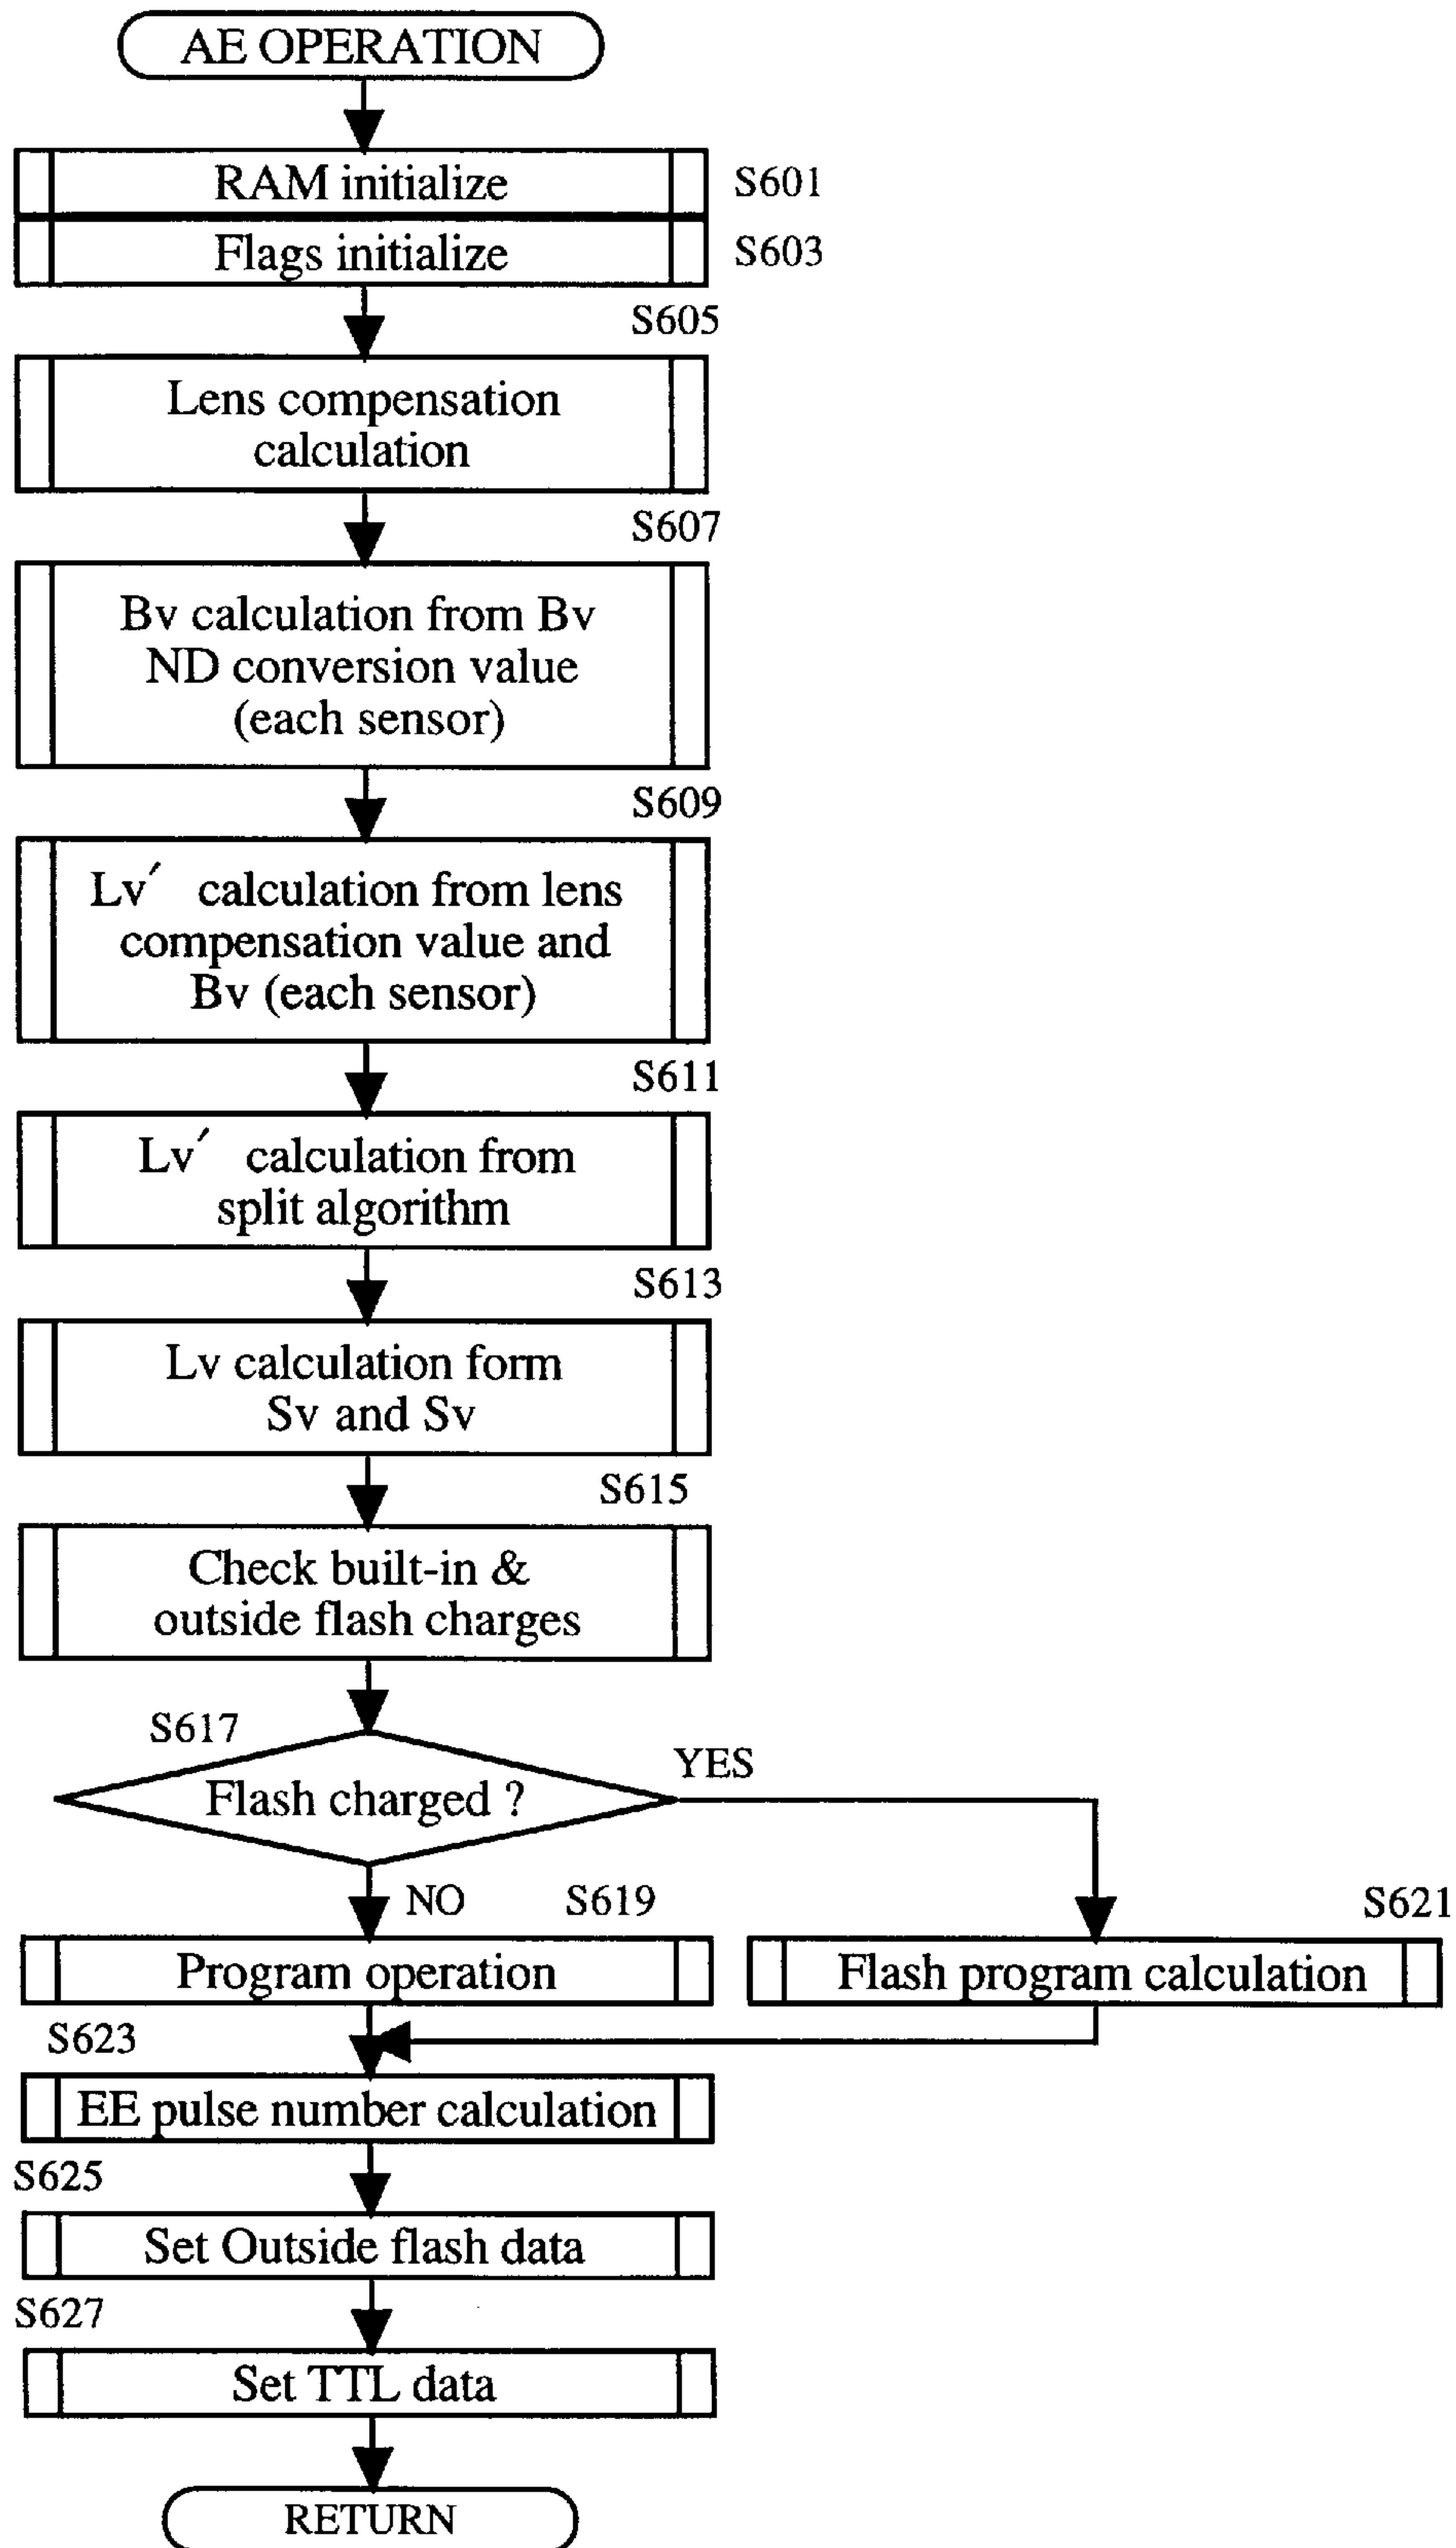 AE OPERATION
RAM initialize
S601
Flags initialize
S603
S605
Lens compensation
calculation
S607
Bv calculation from Bv
ND conversion value
(each sensor)
S609
Lv′ calculation from lens
compensation value and
Bv (each sensor)
S611
Lv′ calculation from
split algorithm
S613
Lv calculation form
Sv and Sv
S615
Check built-in &
outside flash charges
S617
Flash charged ?
YES
NO
S619
S621
Program operation
Flash program calculation
S623
EE pulse number calculation
S625
Set Outside flash data
S627
Set TTL data
RETURN